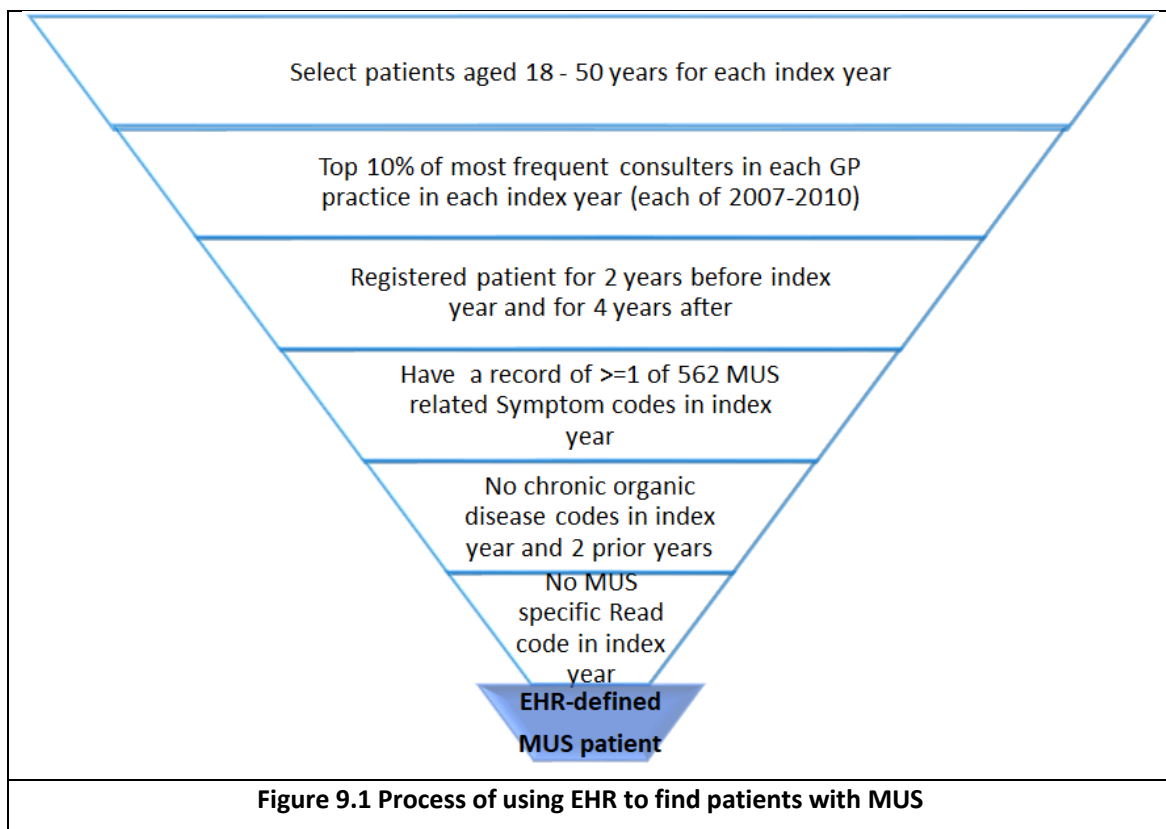 Select patients aged 18 - 50 years for each index year
Top 10% of most frequent consulters in each GP
practice in each index year (each of 2007-2010)
Registered patient for 2 years before index
year and for 4 years after
Have a record of >=1 of 562 MUS
related Symptom codes in index
year
No chronic organic
disease codes in index
year and 2 prior years
No MUS
specific Read
code in index
year
EHR-defined
MUS patient
Figure 9.1 Process of using EHR to find patients with MUS